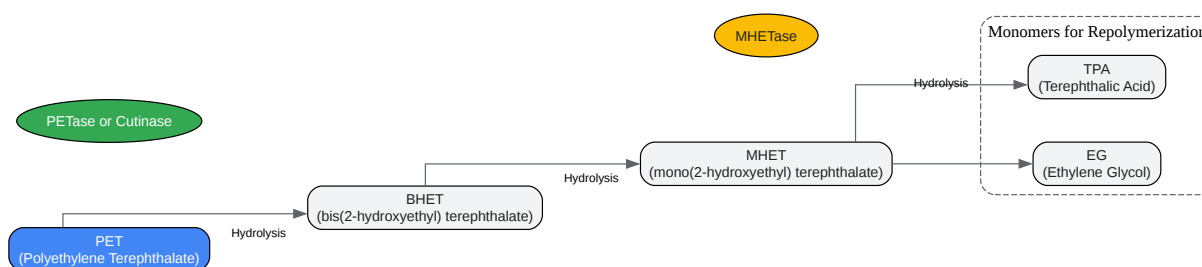 MHETase
Monomers for Repolymerization
TPA
(Terephthalic Acid)
Hydrolysis
PETase or Cutinase
MHET
(mono(2-hydroxyethyl) terephthalate)
EG
(Ethylene Glycol)
Hydrolysis
BHET
(bis(2-hydroxyethyl) terephthalate)
Hydrolysis
PET
(Polyethylene Terephthalate)